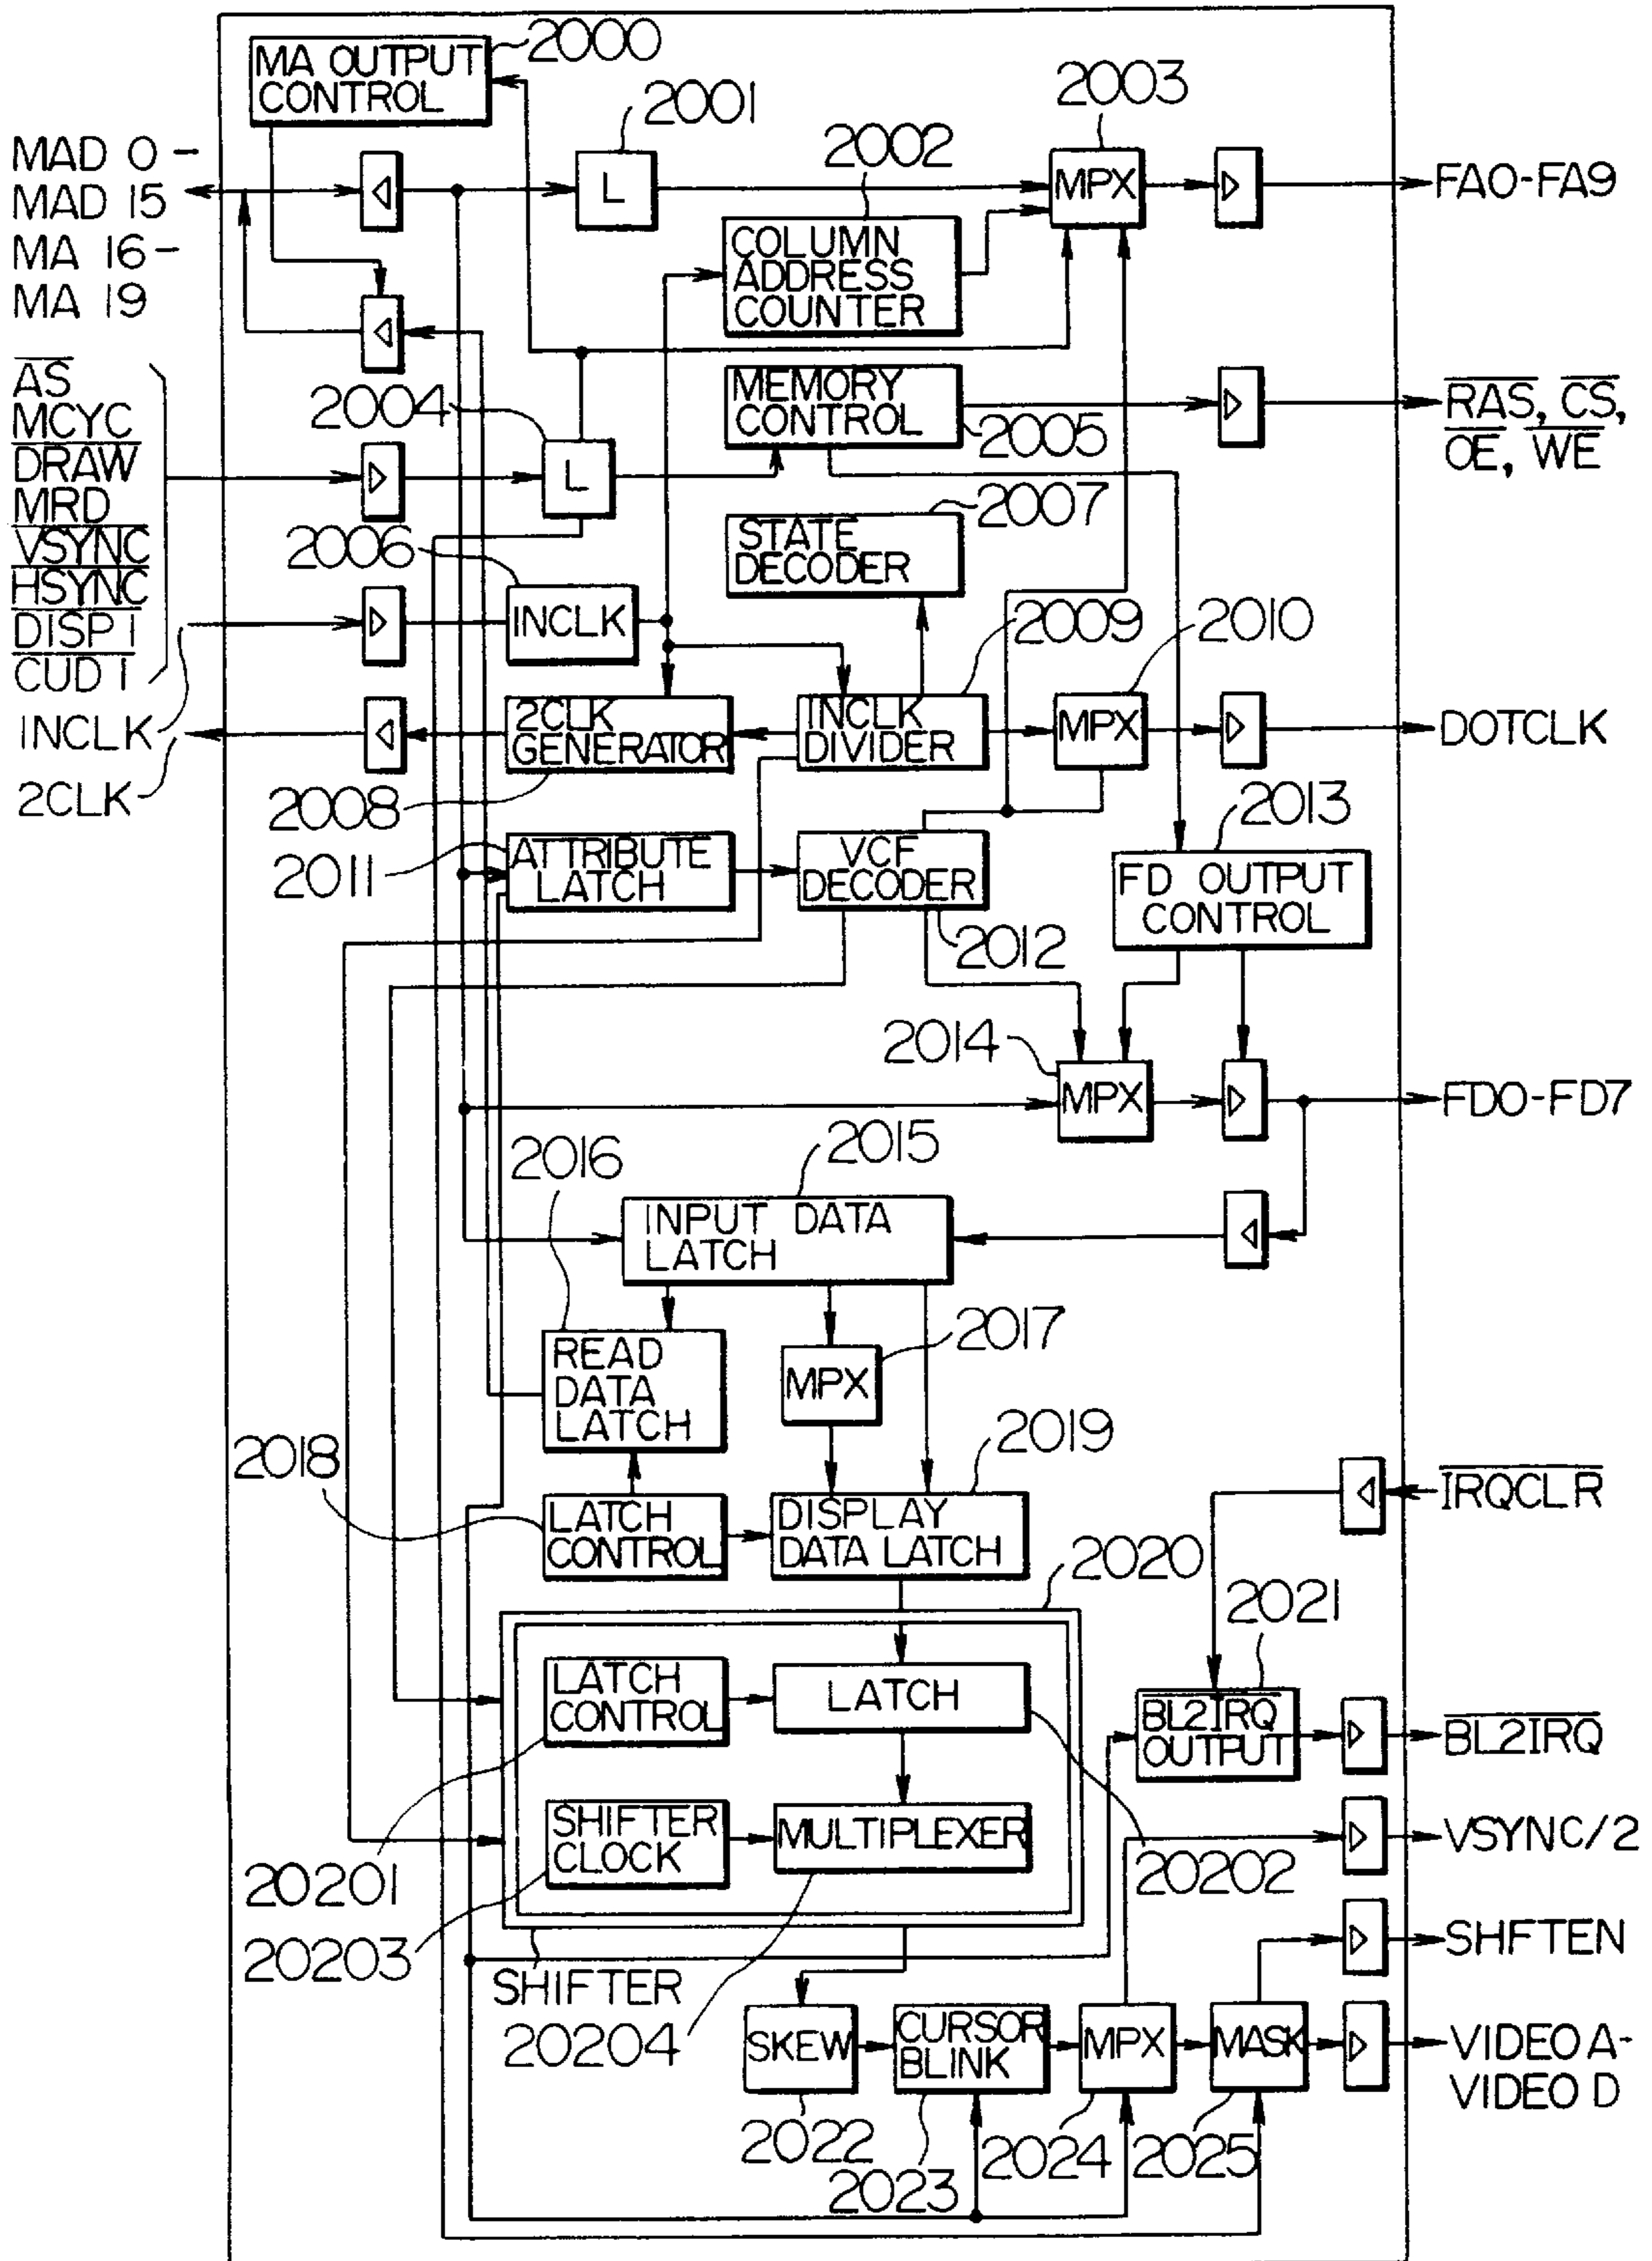 MA OUTPUT
CONTROL
2000
2001
2002
2003
MAD 0-
MAD 15
MA 16-
MA 19
L
MPX
FA0-FA9
COLUMN
ADDRESS
COUNTER
AS
MCYC
DRAW
MRD
VSYNC
HSYNC
DISP1
CUD1
INCLK
2CLK
2004
L
MEMORY
CONTROL
2005
RAS, CS,
OE, WE
2006
INCLK
2007
STATE
DECODER
2009
2010
2CLK
GENERATOR
2008
INCLK
DIVIDER
MPX
DOTCLK
2011
ATTRIBUTE
LATCH
VCF
DECODER
2012
2013
FD OUTPUT
CONTROL
2014
MPX
FD0-FD7
2015
2016
INPUT DATA
LATCH
READ
DATA
LATCH
MPX
2017
2018
LATCH
CONTROL
2019
DISPLAY
DATA LATCH
IRQCLR
2020
2021
LATCH
CONTROL
LATCH
BL2IRQ
OUTPUT
BL2IRQ
SHIFTER
CLOCK
MULTIPLEXER
VSYNC/2
20201
20202
20203
SHIFTER
20204
SHFTEN
SKEW
CURSOR
BLINK
MPX
MASK
VIDEO A-
VIDEO D
2022
2023
2024
2025